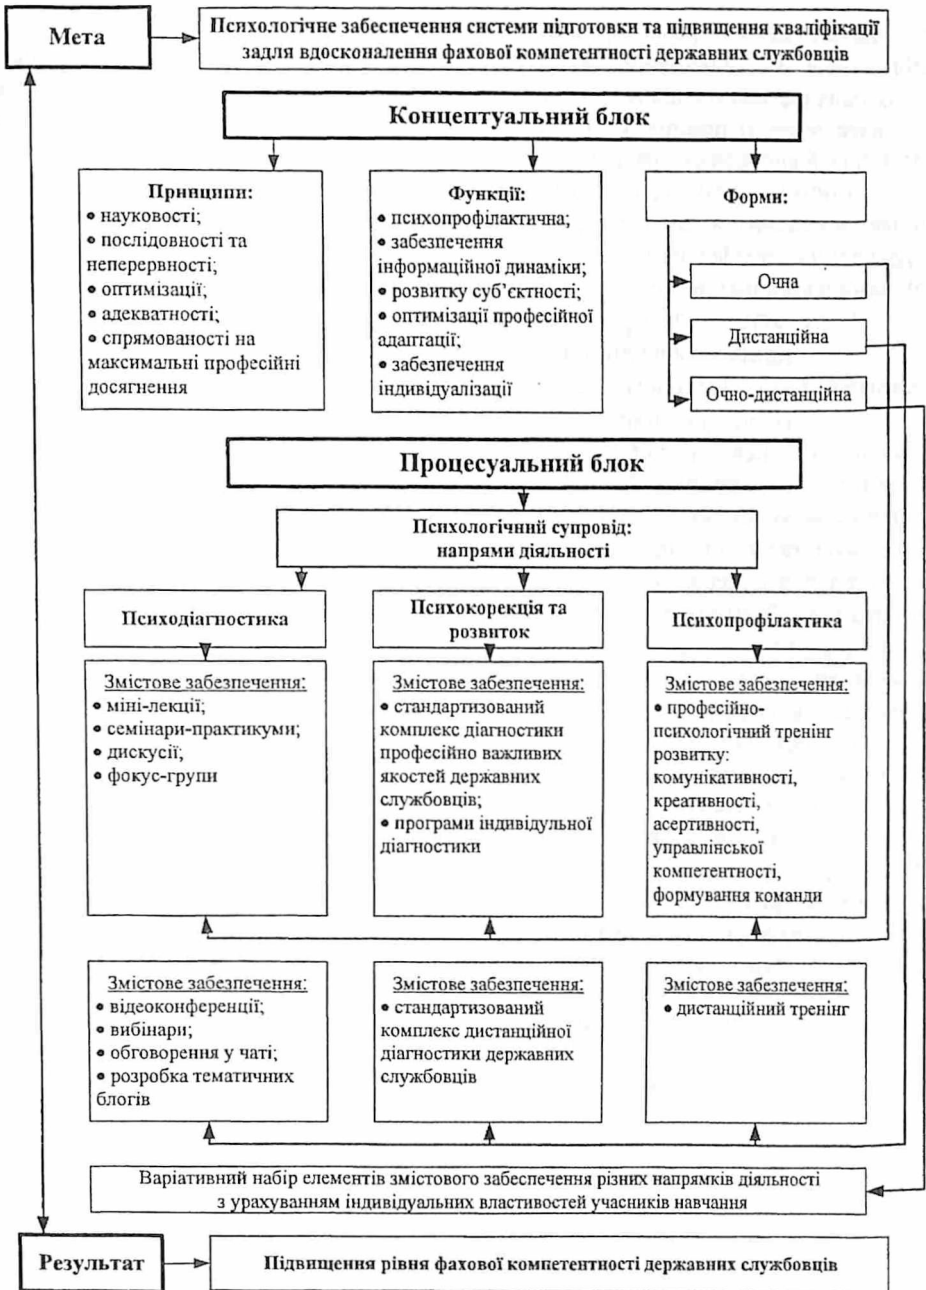 Мета
Психологічне забезпечення системи підготовки та підвищення кваліфікації
задля вдосконалення фахової компетентності державних службовців
Концептуальний блок
Принципи:
• науковості;
• послідовності та
неперервності;
• оптимізації;
• адекватності;
• спрямованості на
максимальні професійні
досягнення
Функції:
• психопрофілактична;
• забезпечення
інформаційної динаміки;
• розвитку суб’єктності;
• оптимізації професійної
адаптації;
• забезпечення
індивідуалізації
Форми:
Очна
Дистанційна
Очно-дистанційна
Процесуальний блок
Психологічний супровід:
напрями діяльності
Психодіагностика
Психокорекція та
розвиток
Психопрофілактика
Змістове забезпечення:
• міні-лекції;
• семінари-практикуми;
• дискусії;
• фокус-групи
Змістове забезпечення:
• стандартизований
комплекс діагностики
професійно важливих
якостей державних
службовців;
• програми індивідульної
діагностики
Змістове забезпечення:
• професійно-
психологічний тренінг
розвитку:
комунікативності,
креативності,
асертивності,
управлінської
компетентності,
формування команди
Змістове забезпечення:
• відеоконференції;
• вибінари;
• обговорення у чаті;
• розробка тематичних
блогів
Змістове забезпечення:
• стандартизований
комплекс дистанційної
діагностики державних
службовців
Змістове забезпечення:
• дистанційний тренінг
Варіативний набір елементів змістового забезпечення різних напрямків діяльності
з урахуванням індивідуальних властивостей учасників навчання
Результат
Підвищення рівня фахової компетентності державних службовців